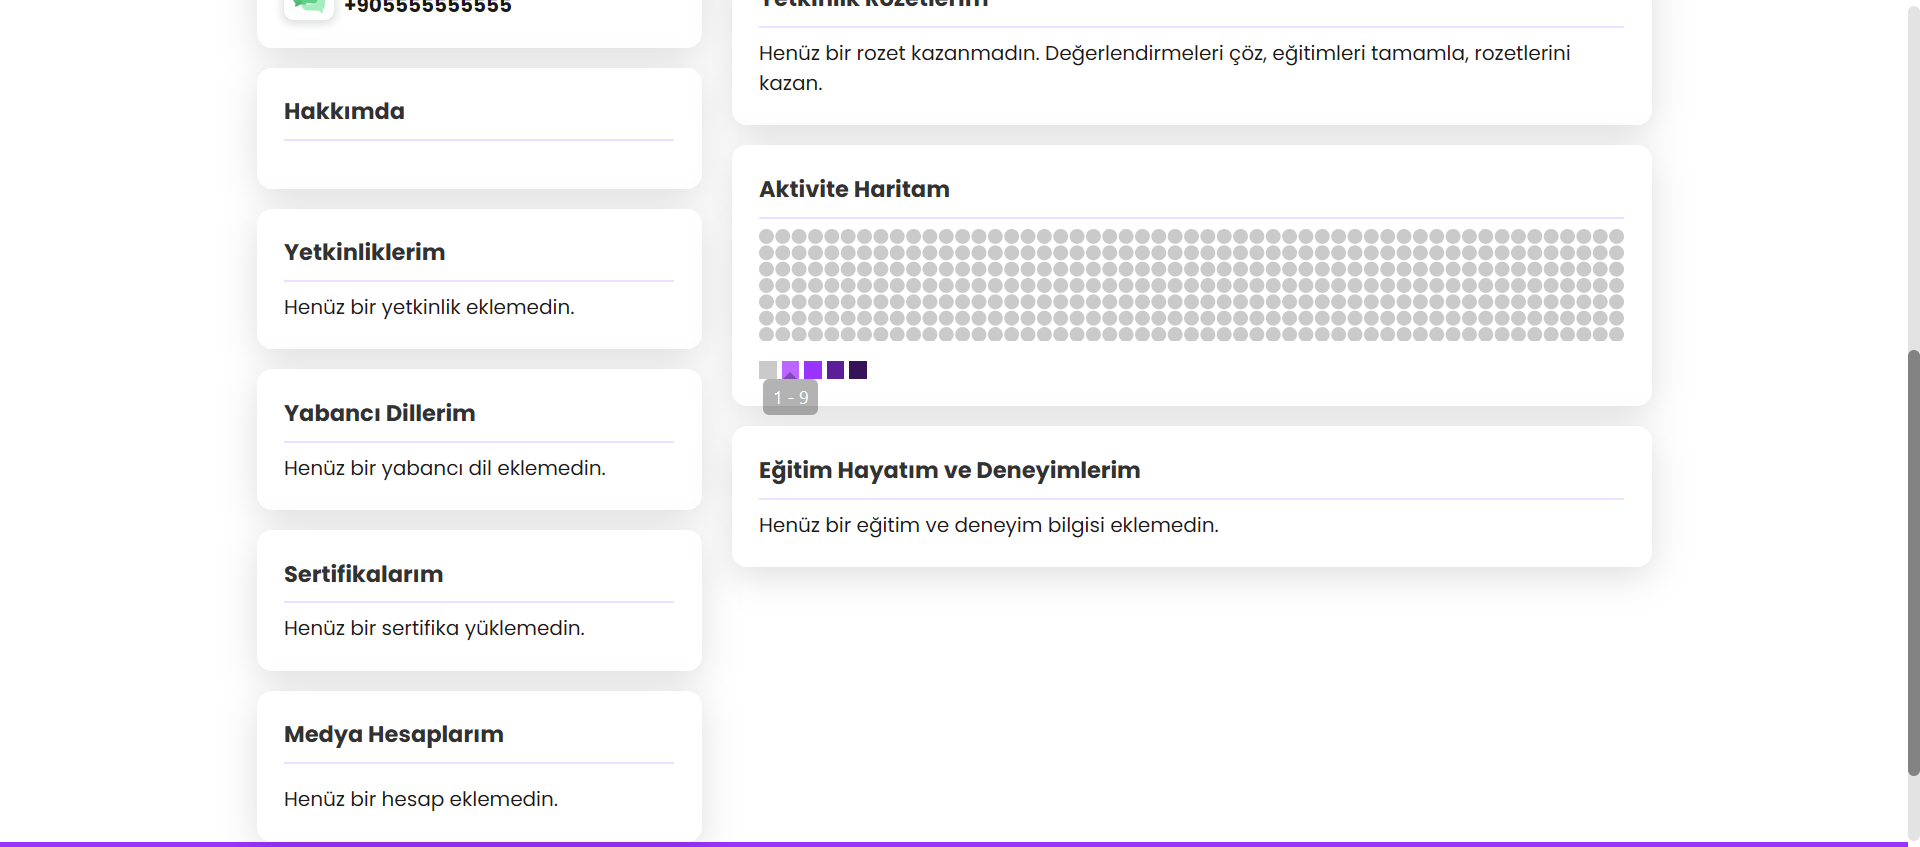 +905555555555
Hakkımda
Yetkinliklerim
Henüz bir yetkinlik eklemedin.
Yabancı Dillerim
Henüz bir yabancı dil eklemedin.
Sertifikalarım
Henüz bir sertifika yüklemedin.
Medya Hesaplarım
Henüz bir hesap eklemedin.
Yetkinlik Rozetlerim
Henüz bir rozet kazanmadın. Değerlendirmeleri çöz, eğitimleri tamamla, rozetlerini
kazan.
Aktivite Haritam
1 - 9
Eğitim Hayatım ve Deneyimlerim
Henüz bir eğitim ve deneyim bilgisi eklemedin.